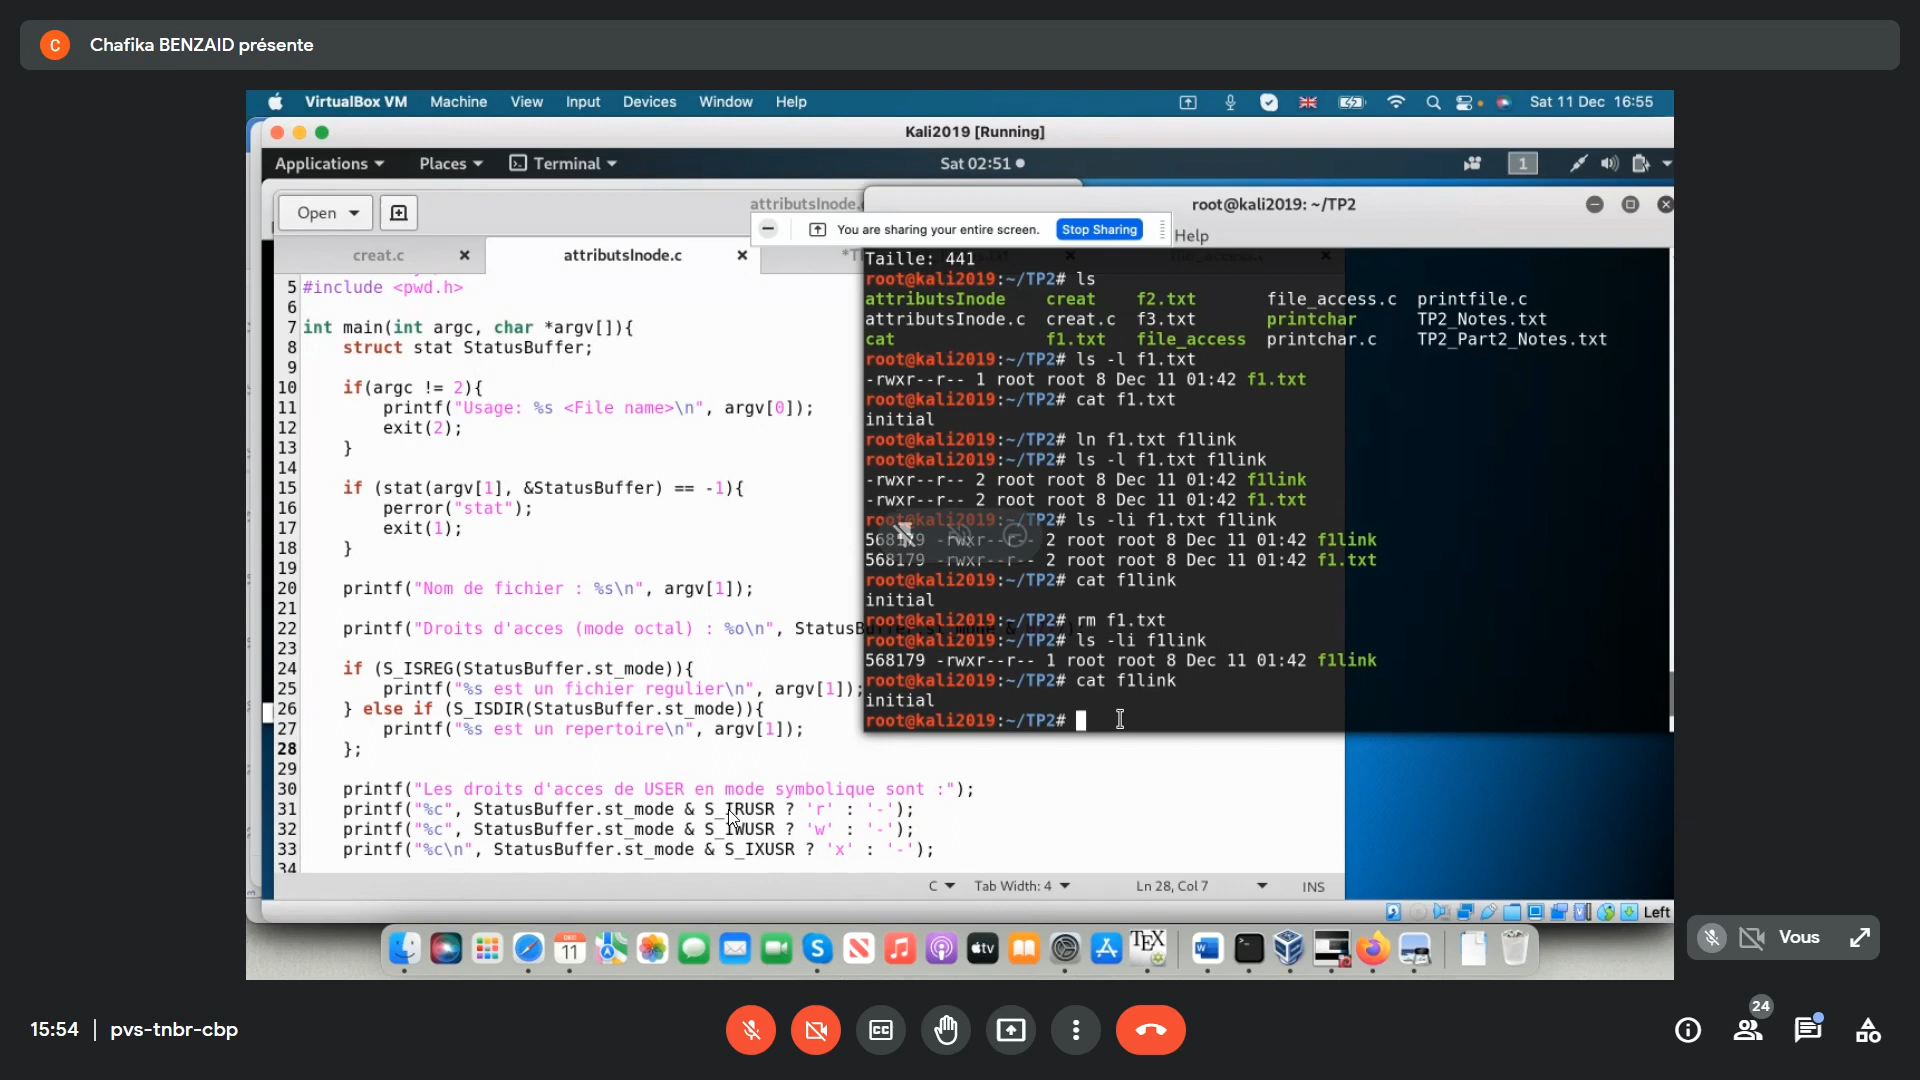 C
Chafika BENZAID présente
VirtualBox VM Machine View Input Devices Window Help
Sat 11 Dec 16:55
Kali2019 [Running]
Applications Places Terminal
Sat 02:51
1
Open
attributsInode.c
root@kali2019: ~/TP2
You are sharing your entire screen. Stop Sharing
Help
creat.c
attributsInode.c
5 #include <pwd.h>
6
7 int main(int argc, char *argv[]){
8 struct stat StatusBuffer;
9
10 if(argc != 2){
11 printf("Usage: %s <File name>\n", argv[0]);
12 exit(2);
13 }
14
15 if (stat(argv[1], &StatusBuffer) == -1){
16 perror("stat");
17 exit(1);
18 }
19
20 printf("Nom de fichier : %s\n", argv[1]);
21
22 printf("Droits d'acces (mode octal) : %o\n", StatusB
23
24 if (S_ISREG(StatusBuffer.st_mode)){
25 printf("%s est un fichier regulier\n", argv[1]);
26 } else if (S_ISDIR(StatusBuffer.st_mode)){
27 printf("%s est un repertoire\n", argv[1]);
28 };
29
30 printf("Les droits d'acces de USER en mode symbolique sont :");
31 printf("%c", StatusBuffer.st_mode & S_IRUSR ? 'r' : '-');
32 printf("%c", StatusBuffer.st_mode & S_IWUSR ? 'w' : '-');
33 printf("%c\n", StatusBuffer.st_mode & S_IXUSR ? 'x' : '-');
34
C Tab Width: 4 Ln 28, Col 7 INS
Taille: 441
root@kali2019:~/TP2# ls
attributsInode creat f2.txt file_access.c printfile.c
attributsInode.c creat.c f3.txt printchar TP2_Notes.txt
cat f1.txt file_access printchar.c TP2_Part2_Notes.txt
root@kali2019:~/TP2# ls -l f1.txt
-rwxr--r-- 1 root root 8 Dec 11 01:42 f1.txt
root@kali2019:~/TP2# cat f1.txt
initial
root@kali2019:~/TP2# ln f1.txt f1link
root@kali2019:~/TP2# ls -l f1.txt f1link
-rwxr--r-- 2 root root 8 Dec 11 01:42 f1link
-rwxr--r-- 2 root root 8 Dec 11 01:42 f1.txt
root@kali2019:~/TP2# ls -li f1.txt f1link
568179 -rwxr--r-- 2 root root 8 Dec 11 01:42 f1link
568179 -rwxr--r-- 2 root root 8 Dec 11 01:42 f1.txt
root@kali2019:~/TP2# cat f1link
initial
root@kali2019:~/TP2# rm f1.txt
root@kali2019:~/TP2# ls -li f1link
568179 -rwxr--r-- 1 root root 8 Dec 11 01:42 f1link
root@kali2019:~/TP2# cat f1link
initial
root@kali2019:~/TP2#
Left
DEC
11
tv
TEX
Vous
15:54 | pvs-tnbr-cbp
CC
24